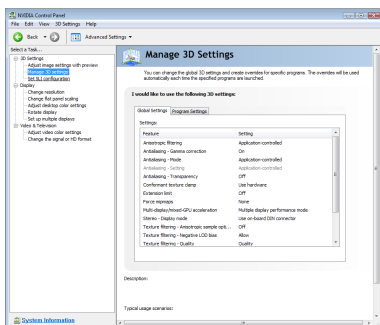 NVIDIA Control Panel
File Edit View 3D Settings Help
Back Advanced Settings
Select a Task...
3D Settings
Adjust image settings with preview
Manage 3D settings
Set SLI configuration
Display
Change resolution
Change flat panel scaling
Adjust desktop color settings
Rotate display
Set up multiple displays
Video & Television
Adjust video color settings
Change the signal or HD format
System Information
Manage 3D Settings
You can change the global 3D settings and create overrides for specific programs. The overrides will be used
automatically each time the specified programs are launched.
I would like to use the following 3D settings:
Global Settings Program Settings
Settings:
Feature Setting
Anisotropic filtering Application-controlled
Antialiasing - Gamma correction On
Antialiasing - Mode Application-controlled
Antialiasing - Setting Application-controlled
Antialiasing - Transparency Off
Conformant texture clamp Use hardware
Extension limit Off
Force mipmaps None
Multi-display/mixed-GPU acceleration Multiple display performance mode
Stereo - Display mode Use on-board DIN connector
Texture filtering - Anisotropic sample opti... Off
Texture filtering - Negative LOD bias Allow
Texture filtering - Quality Quality
Description:
Typical usage scenarios: